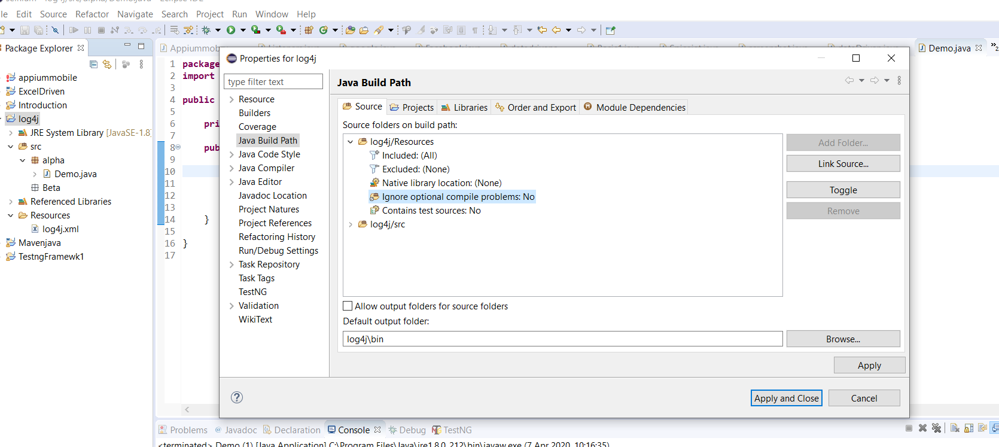 Edit Source Refactor Navigate Search Project Run Window Help
Package Explorer
appiummobile
ExcelDriven
Introduction
log4j
JRE System Library [JavaSE-1.8]
src
alpha
Demo.java
Beta
Referenced Libraries
Resources
log4j.xml
Mavenjava
TestngFramewk1
Demo.java
1 package
2 import
3
4 public
5
6 pri
7
8 pub
9
10
11
12
13
14 }
15
16 }
17
Properties for log4j
type filter text
Resource
Builders
Coverage
Java Build Path
Java Code Style
Java Compiler
Java Editor
Javadoc Location
Project Natures
Project References
Refactoring History
Run/Debug Settings
Task Repository
Task Tags
TestNG
Validation
WikiText
Java Build Path
Source Projects Libraries Order and Export Module Dependencies
Source folders on build path:
log4j/Resources
Included: (All)
Excluded: (None)
Native library location: (None)
Ignore optional compile problems: No
Contains test sources: No
log4j/src
Add Folder...
Link Source...
Toggle
Remove
Allow output folders for source folders
Default output folder:
log4j\bin
Browse...
Apply
Apply and Close Cancel
Problems @ Javadoc Declaration Console Debug TestNG
<terminated> Demo (1) [Java Application] C:\Program Files\Java\jre1.8.0_212\bin\javaw.exe (7 Apr 2020, 10:16:35)